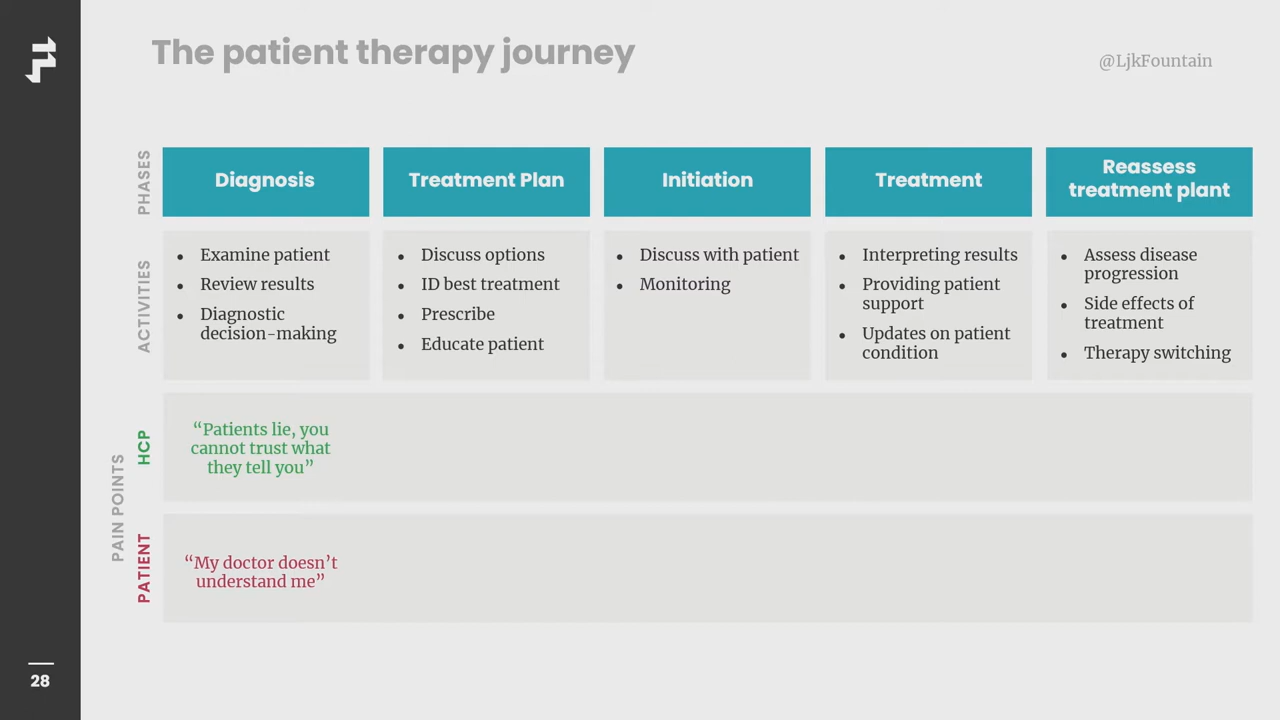 The patient therapy journey
@LjkFountain
PHASES
Diagnosis
Treatment Plan
Initiation
Treatment
Reassess
treatment plant
ACTIVITIES
• Examine patient
• Review results
• Diagnostic
decision-making
• Discuss options
• ID best treatment
• Prescribe
• Educate patient
• Discuss with patient
• Monitoring
• Interpreting results
• Providing patient
support
• Updates on patient
condition
• Assess disease
progression
• Side effects of
treatment
• Therapy switching
PAIN POINTS
HCP
“Patients lie, you
cannot trust what
they tell you”
PATIENT
“My doctor doesn’t
understand me”
28